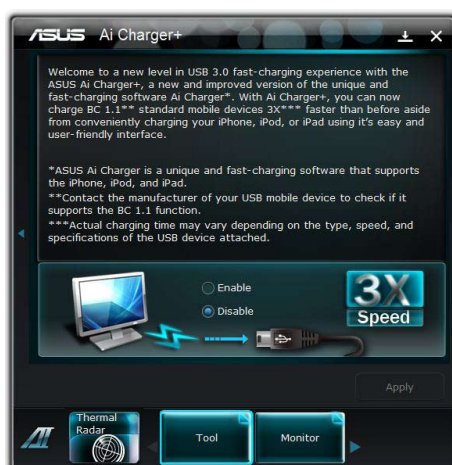 ASUS Ai Charger+
Welcome to a new level in USB 3.0 fast-charging experience with the
ASUS Ai Charger+, a new and improved version of the unique and
fast-charging software Ai Charger*. With Ai Charger+, you can now
charge BC 1.1** standard mobile devices 3X*** faster than before aside
from conveniently charging your iPhone, iPod, or iPad using it's easy and
user-friendly interface.
*ASUS Ai Charger is a unique and fast-charging software that supports
the iPhone, iPod, and iPad.
**Contact the manufacturer of your USB mobile device to check if it
supports the BC 1.1 function.
***Actual charging time may vary depending on the type, speed, and
specifications of the USB device attached.
Enable
Disable
3X
Speed
Apply
AI
Thermal
Radar
Tool
Monitor